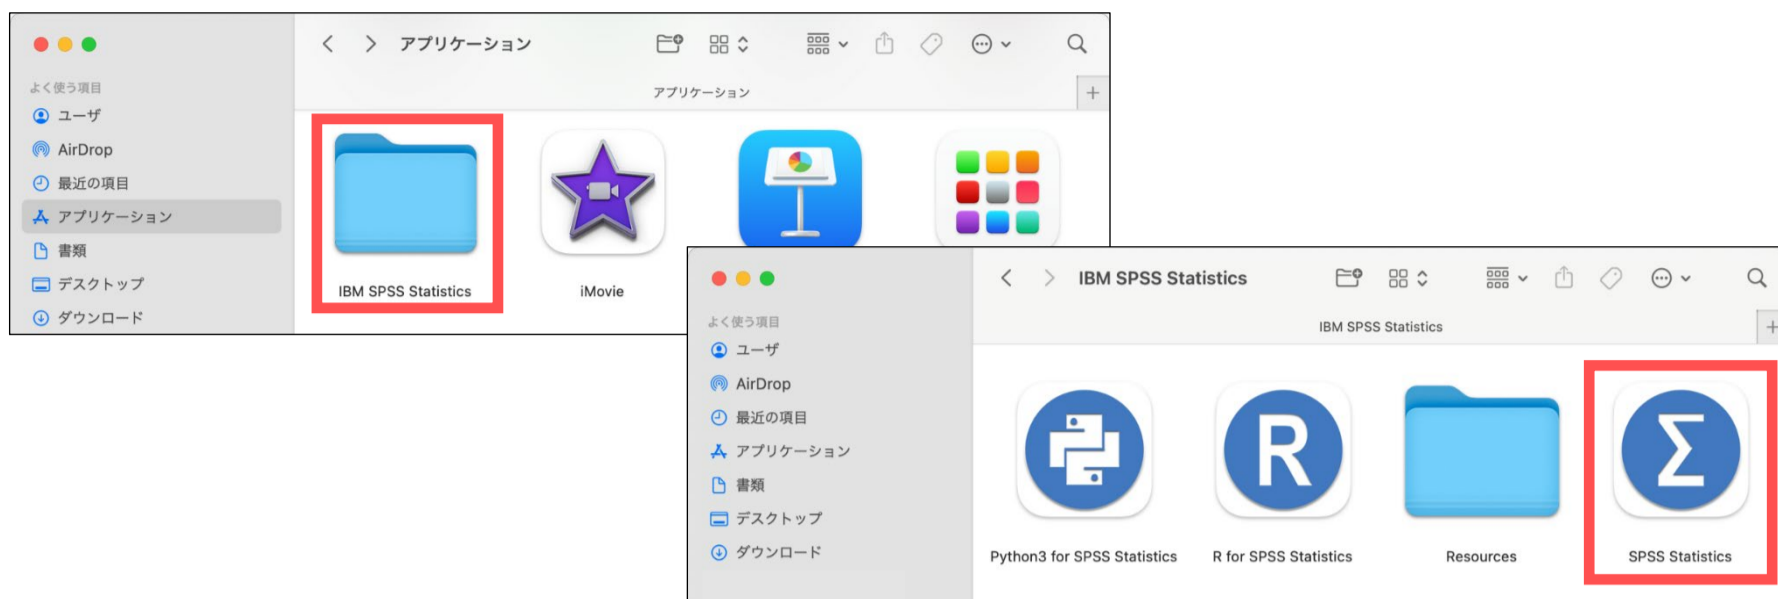 アプリケーション
アプリケーション
よく使う項目
ユーザ
AirDrop
最近の項目
アプリケーション
書類
デスクトップ
ダウンロード
IBM SPSS Statistics
iMovie
IBM SPSS Statistics
IBM SPSS Statistics
よく使う項目
ユーザ
AirDrop
最近の項目
アプリケーション
書類
デスクトップ
ダウンロード
R
Σ
Python3 for SPSS Statistics
R for SPSS Statistics
Resources
SPSS Statistics